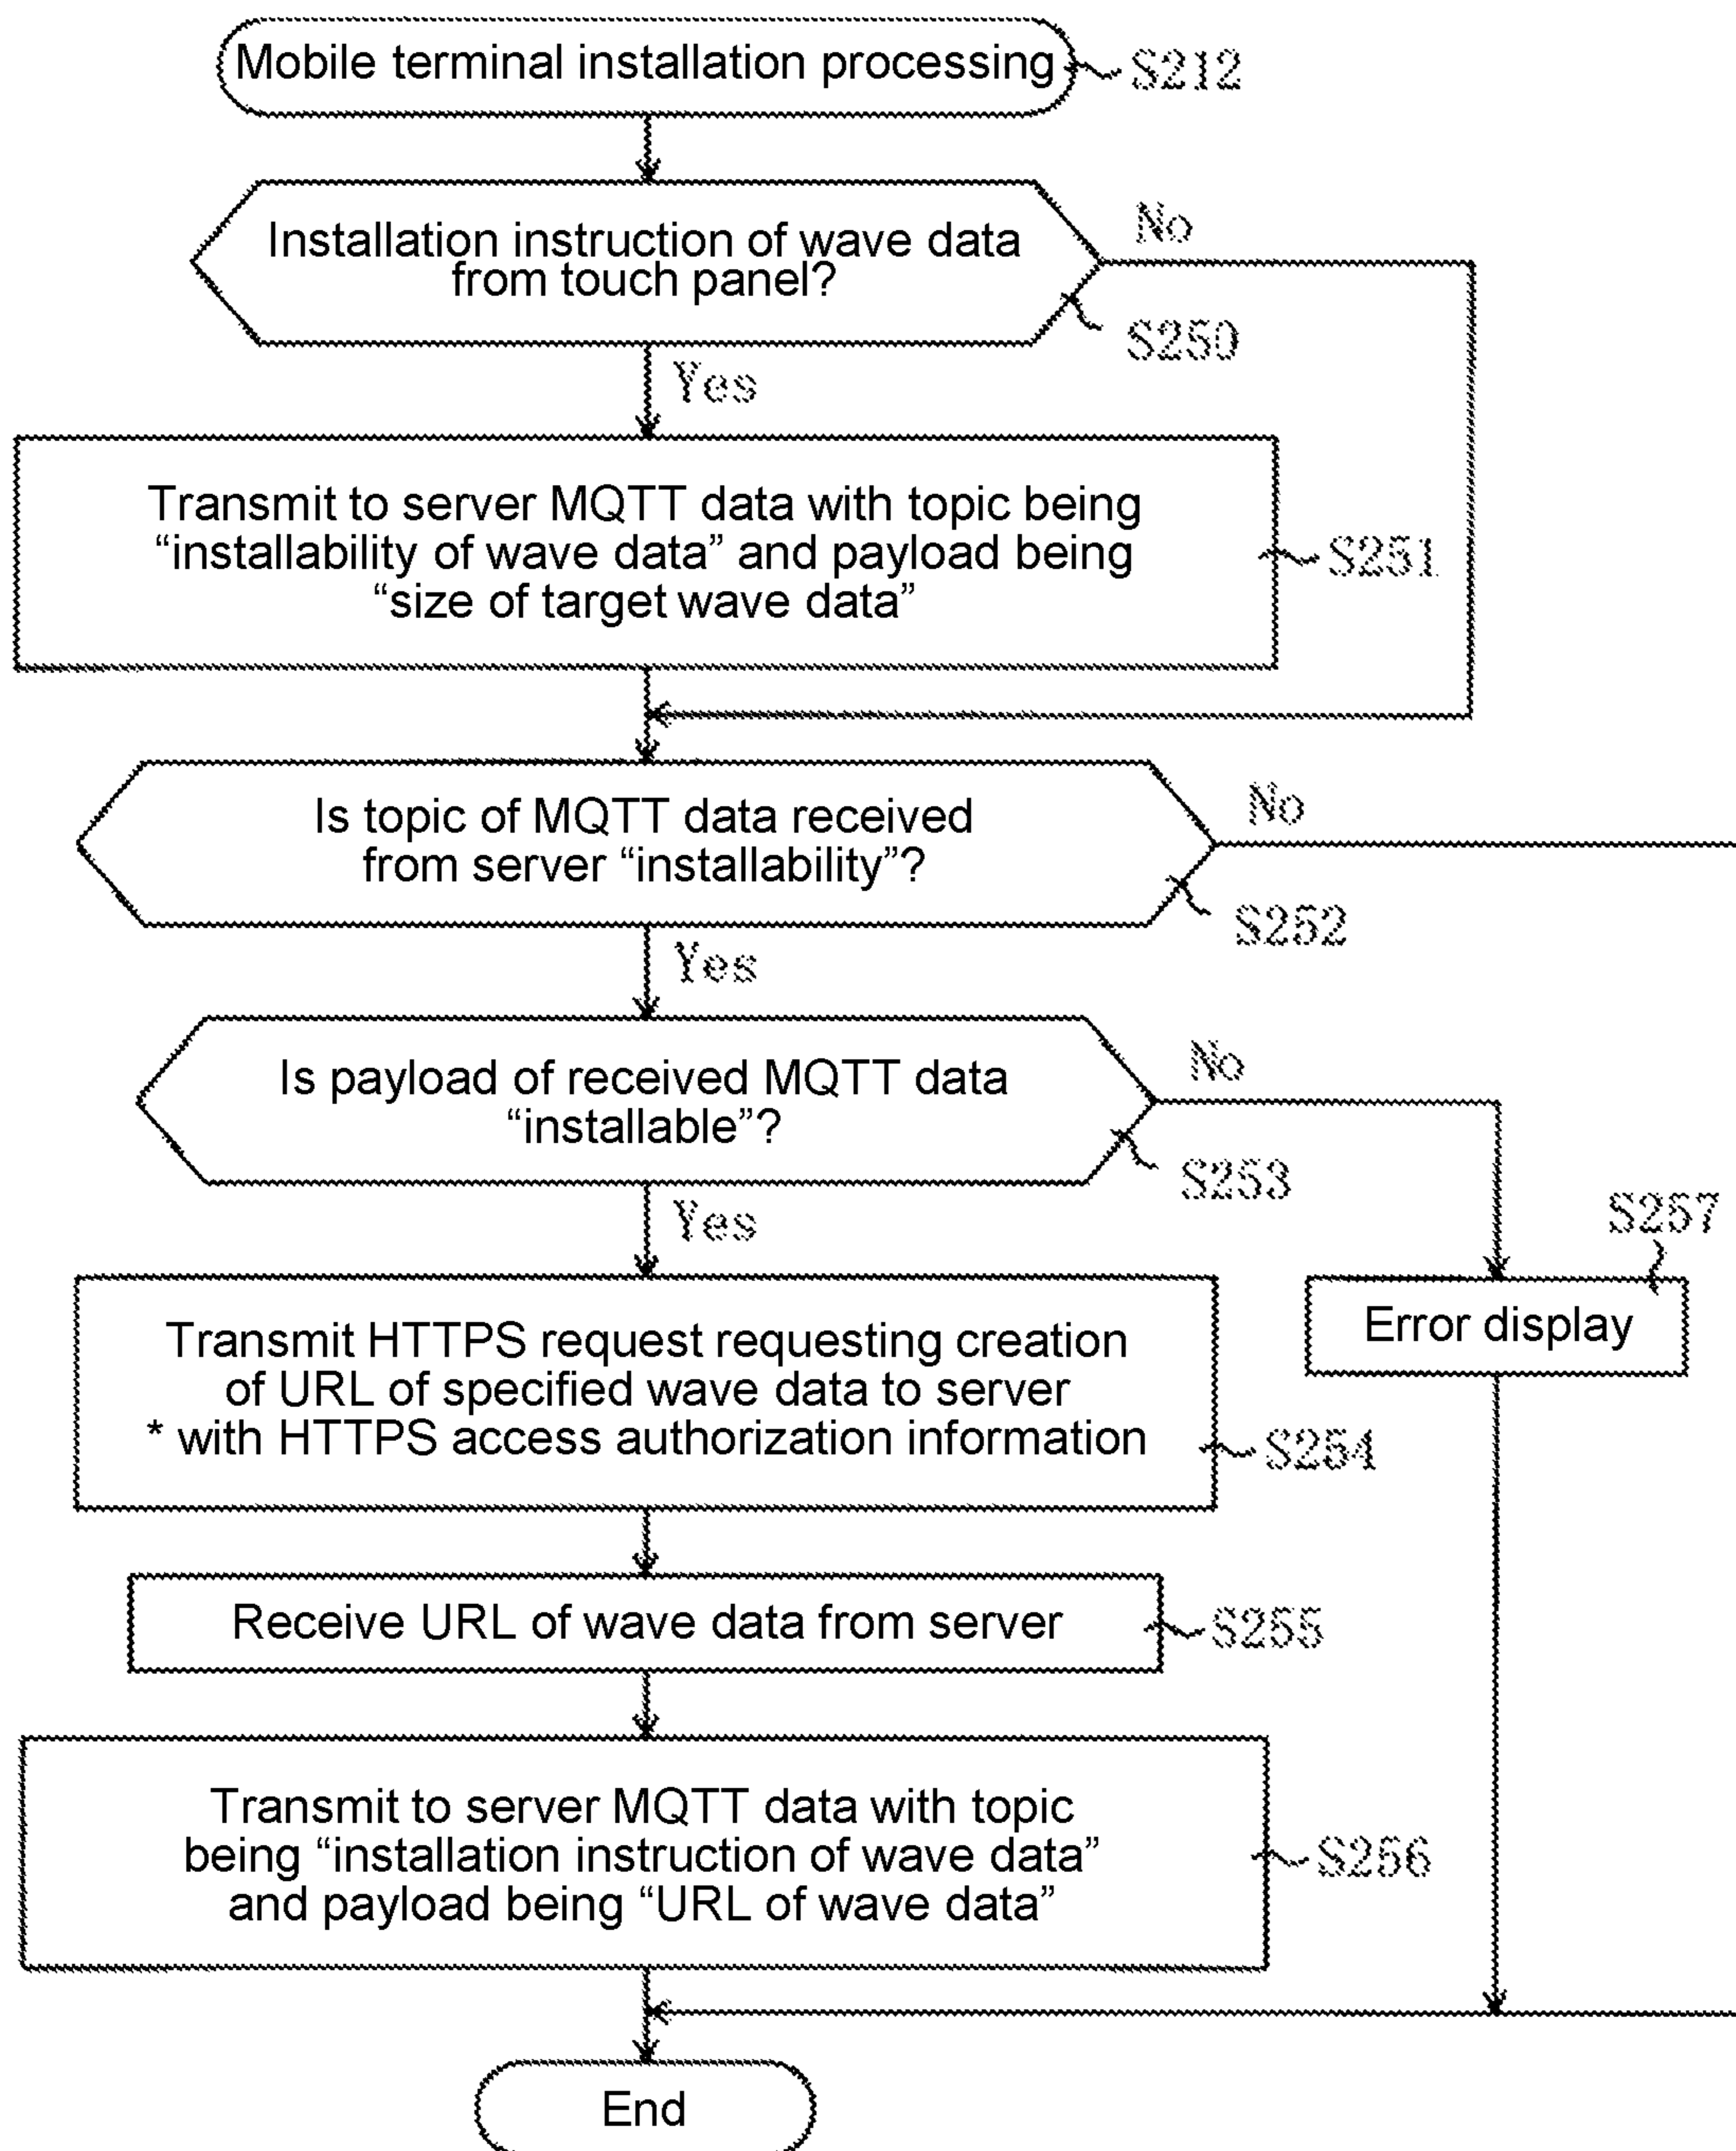 Mobile terminal installation processing
S212
Installation instruction of wave data
from touch panel?
No
S250
Yes
Transmit to server MQTT data with topic being
“installability of wave data” and payload being
“size of target wave data”
S251
Is topic of MQTT data received
from server “installability”?
No
S252
Yes
Is payload of received MQTT data
“installable”?
No
S253
Yes
S257
Error display
Transmit HTTPS request requesting creation
of URL of specified wave data to server
* with HTTPS access authorization information
S254
Receive URL of wave data from server
S255
Transmit to server MQTT data with topic
being “installation instruction of wave data”
and payload being “URL of wave data”
S256
End